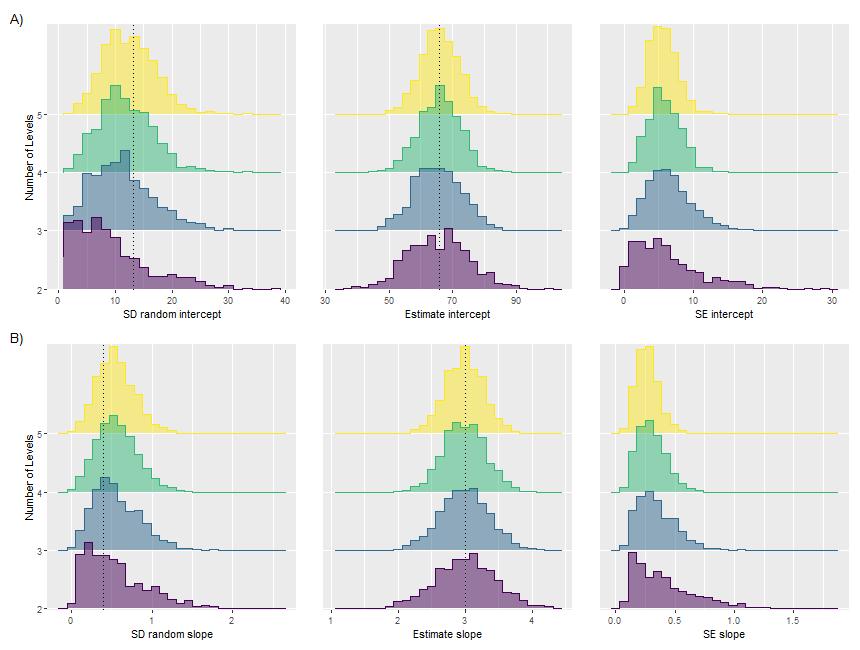 A)
Number of Levels
5
4
3
2
0 10 20 30 40
SD random intercept
30 50 70 90
Estimate intercept
0 10 20 30
SE intercept
B)
Number of Levels
5
4
3
2
0 1 2
SD random slope
1 2 3 4
Estimate slope
0.0 0.5 1.0 1.5
SE slope